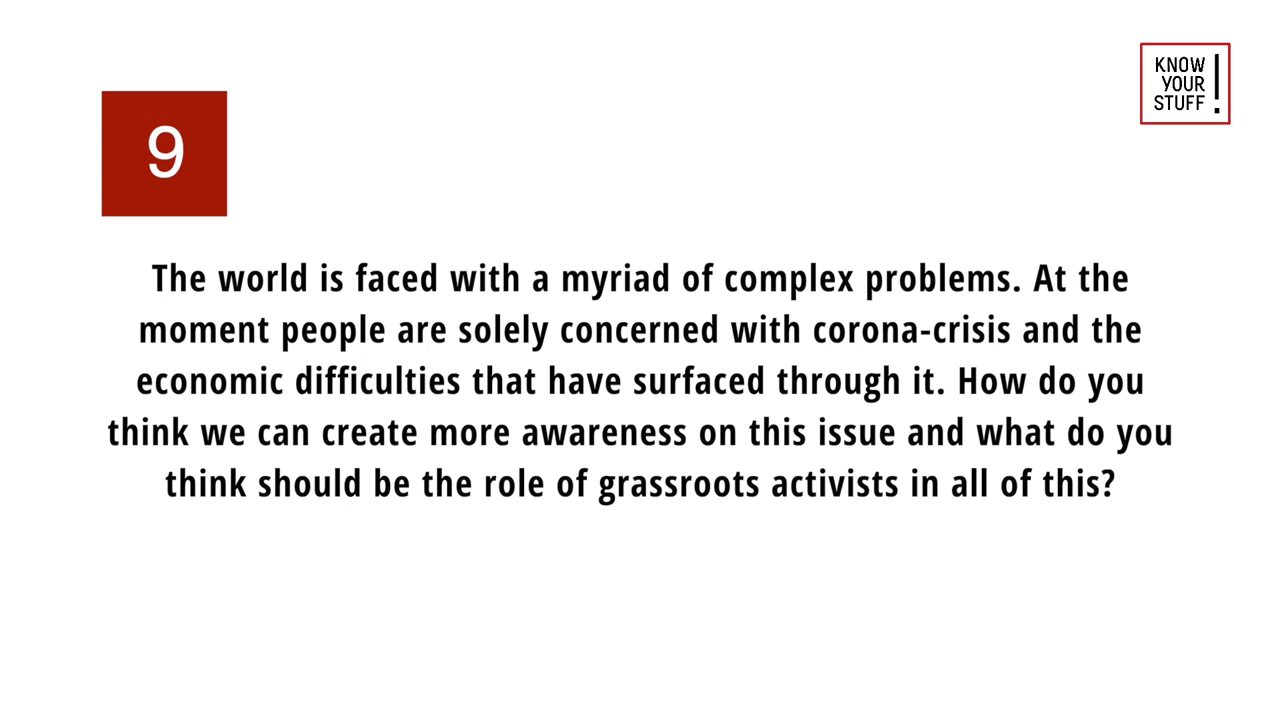 KNOW
YOUR
STUFF !
9
The world is faced with a myriad of complex problems. At the
moment people are solely concerned with corona-crisis and the
economic difficulties that have surfaced through it. How do you
think we can create more awareness on this issue and what do you
think should be the role of grassroots activists in all of this?